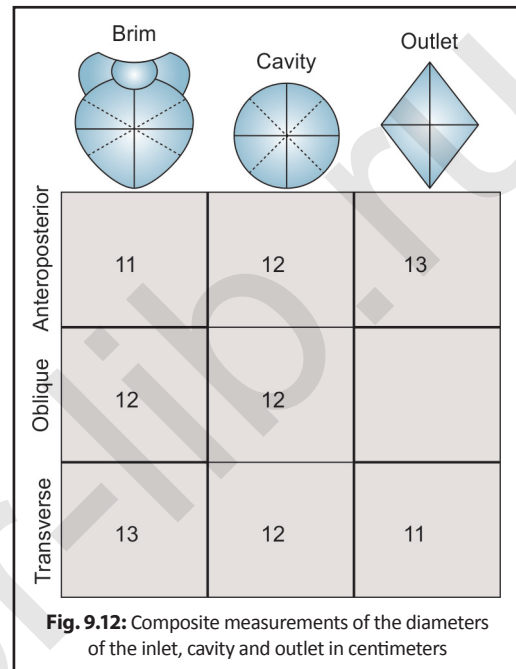 Brim
Cavity
Outlet
Anteroposterior
11
12
13
Oblique
12
12
Transverse
13
12
11
Fig. 9.12: Composite measurements of the diameters
of the inlet, cavity and outlet in centimeters